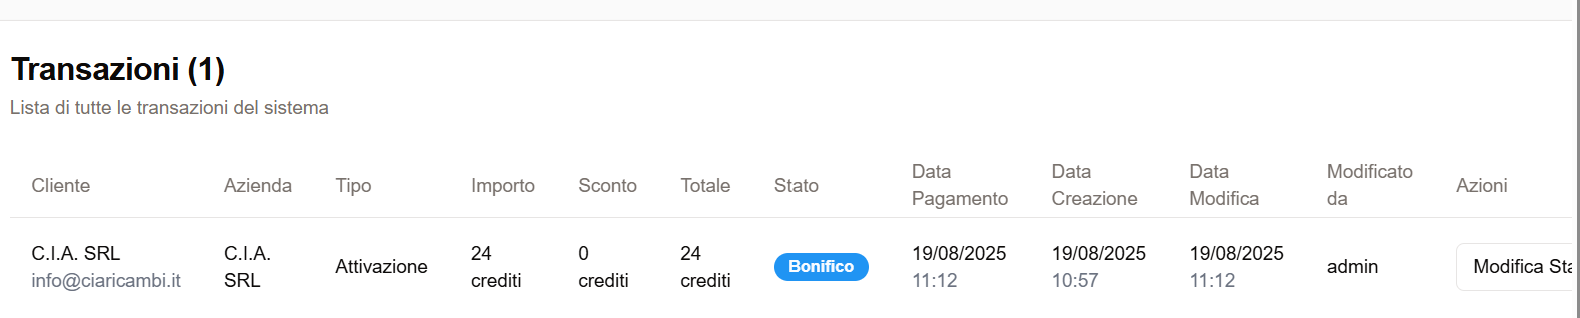 Transazioni (1)
Lista di tutte le transazioni del sistema
Cliente Azienda Tipo Importo Sconto Totale Stato Data Pagamento Data Creazione Data Modifica Modificato da Azioni
C.I.A. SRL
info@ciaricambi.it
C.I.A.
SRL
Attivazione
24
crediti
0
crediti
24
crediti
Bonifico
19/08/2025
11:12
19/08/2025
10:57
19/08/2025
11:12
admin
Modifica Sta